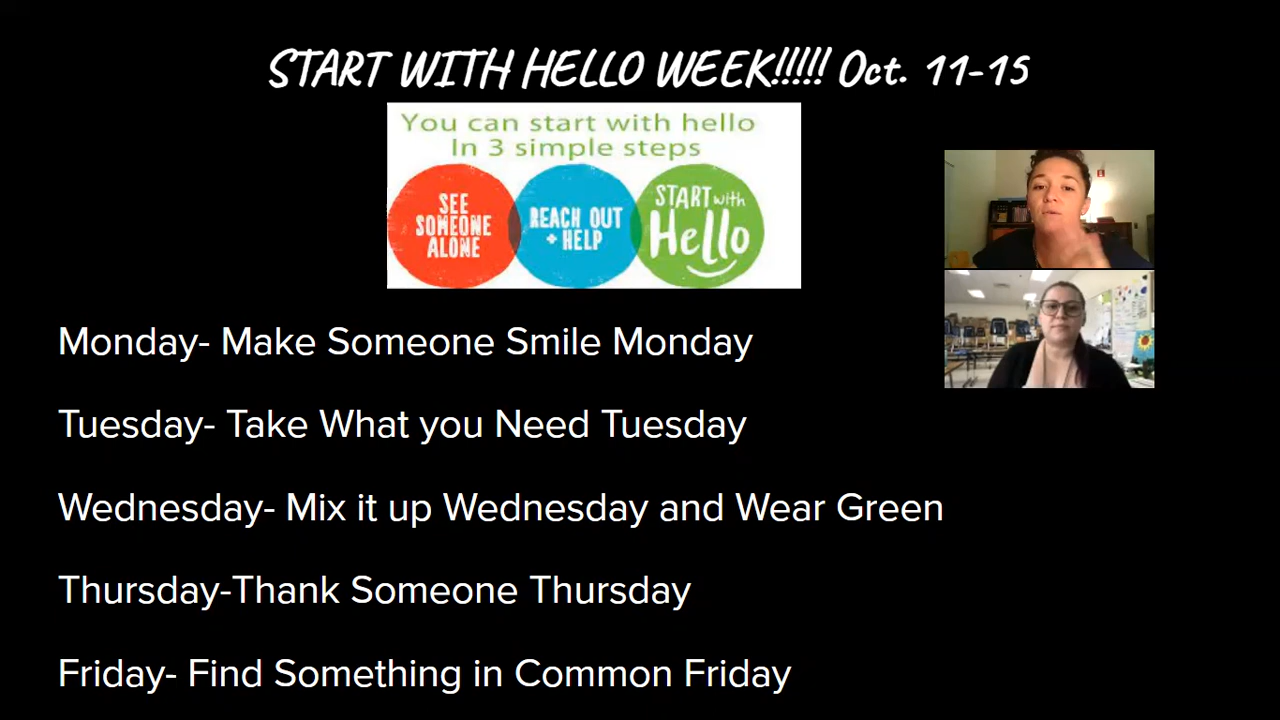 START WITH HELLO WEEK!!!!! Oct. 11-15
You can start with hello
In 3 simple steps
SEE
SOMEONE
ALONE
REACH OUT
+ HELP
START with
Hello
Monday- Make Someone Smile Monday
Tuesday- Take What you Need Tuesday
Wednesday- Mix it up Wednesday and Wear Green
Thursday-Thank Someone Thursday
Friday- Find Something in Common Friday